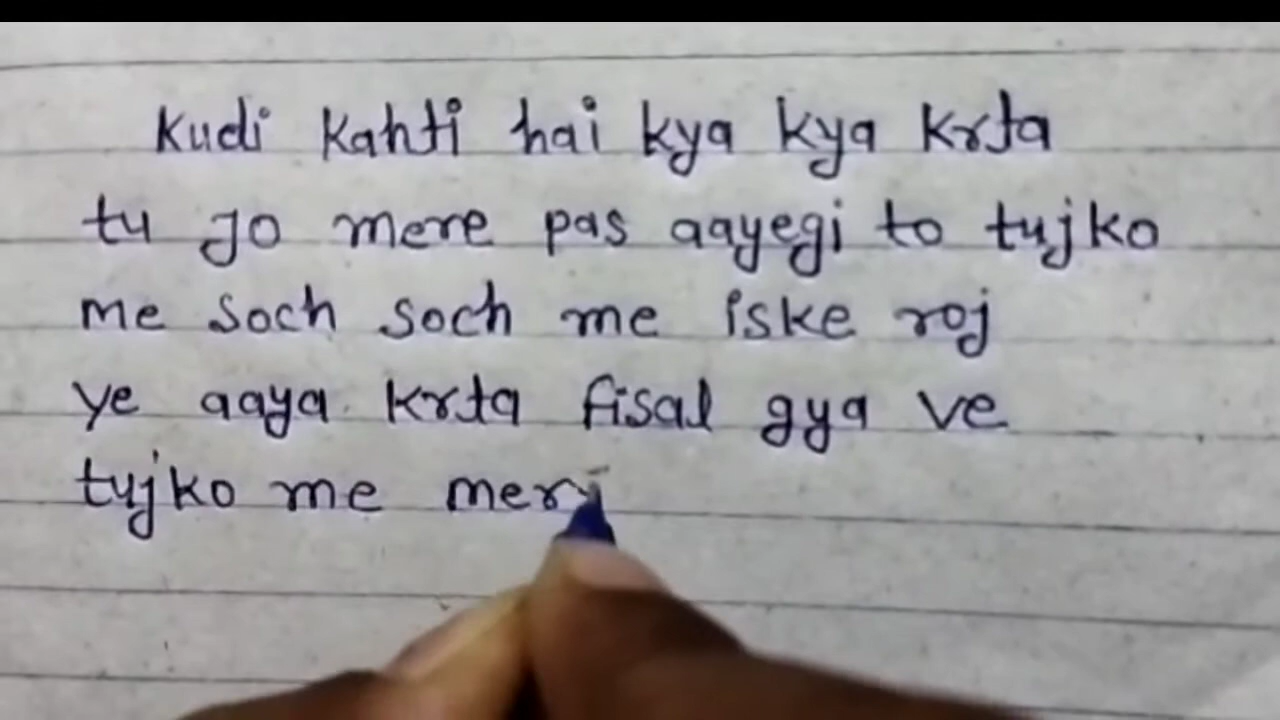 Kudi Kahti hai kya kya krta
tu jo mere pas aayegi to tujko
me soch soch me iske roj
ye aaya krta fisal gya ve
tujko me mer